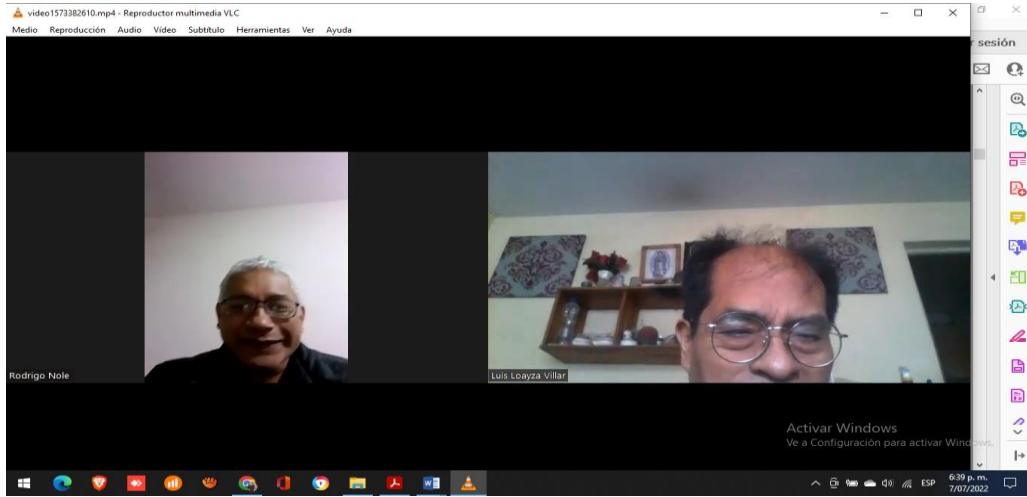 video1573382610.mp4 - Reproductor multimedia VLC
Medio Reproducción Audio Vídeo Subtítulo Herramientas Ver Ayuda
sesión
Rodrigo Nole
Luis Loayza Villar
Activar Windows
Ve a Configuración para activar Windows.
ESP
6:39 p. m.
7/07/2022